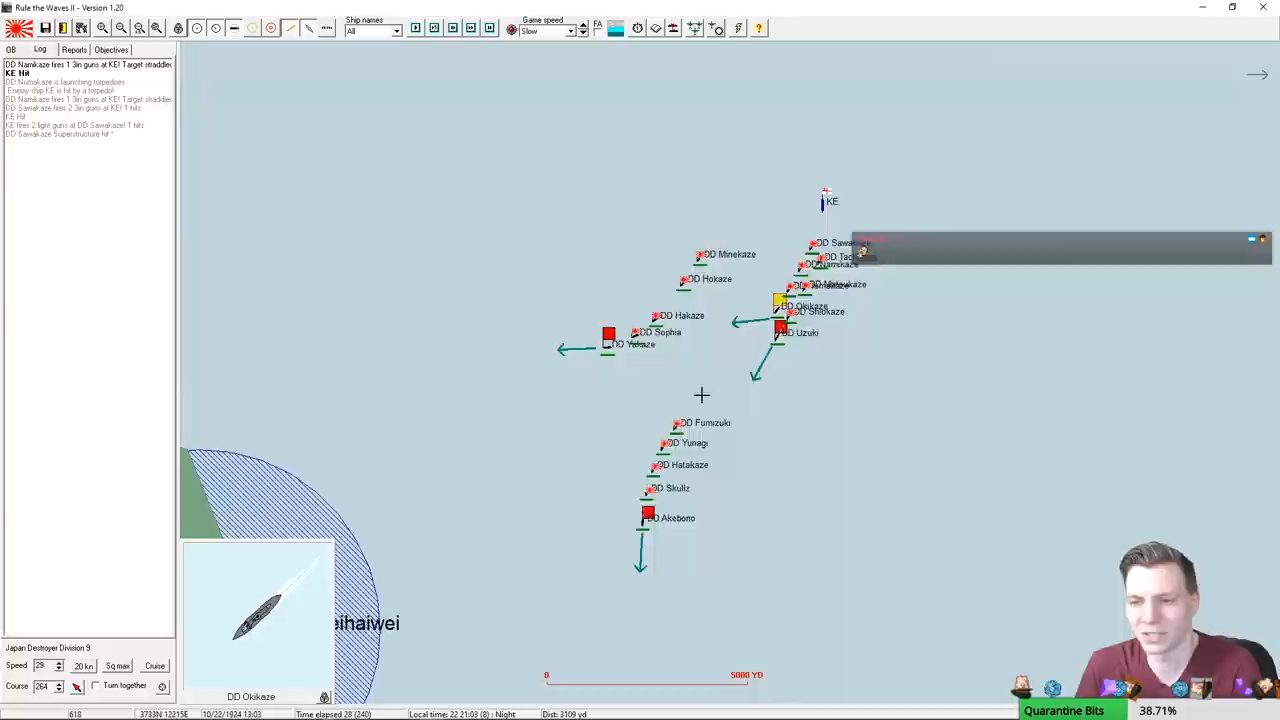 Rule the Waves II - Version 1.20
Ship names
All
Game speed
Slow
FA
OB
Log
Reports
Objectives
DD Namikaze fires 1 3in guns at KE! Target straddled
KE Hit
DD Numakaze is launching torpedoes
Enemy ship KE is hit by a torpedo!
DD Namikaze fires 1 3in guns at KE! Target straddled
DD Sawakaze fires 2 3in guns at KE! 1 hits
KE Hit
KE fires 2 light guns at DD Sawakaze! 1 hits
DD Sawakaze Superstructure hit *
KE
DD Minekaze
DD Hokaze
DD Hakaze
DD Sophia
DD Yakaze
DD Okikaze
DD Shiokaze
DD Uzuki
DD Fumizuki
DD Yunagi
DD Hatakaze
DD Skullz
DD Akebono
eihaiwei
0
5000 YD
DD Okikaze
Japan Destroyer Division 9
Speed
29
20 kn
Sq max
Cruise
Course
264
Turn together
618
3733N 12215E
10/22/1924 13:03
Time elapsed 28 (240)
Local time: 22 21:03 (8) : Night
Dist: 3109 yd
Quarantine Bits
38.71%